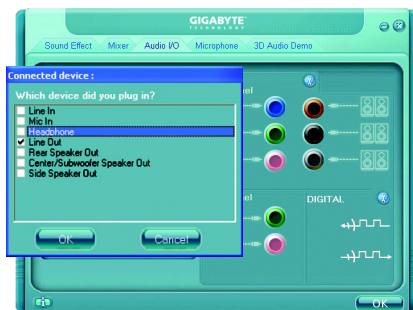 GIGABYTE™
TECHNOLOGY
Sound Effect Mixer Audio I/O Microphone 3D Audio Demo
Connected device :
Which device did you plug in?
Line In
Mic In
Headphone
Line Out
Rear Speaker Out
Center/Subwoofer Speaker Out
Side Speaker Out
OK Cancel
nel
nel
DIGITAL
OK